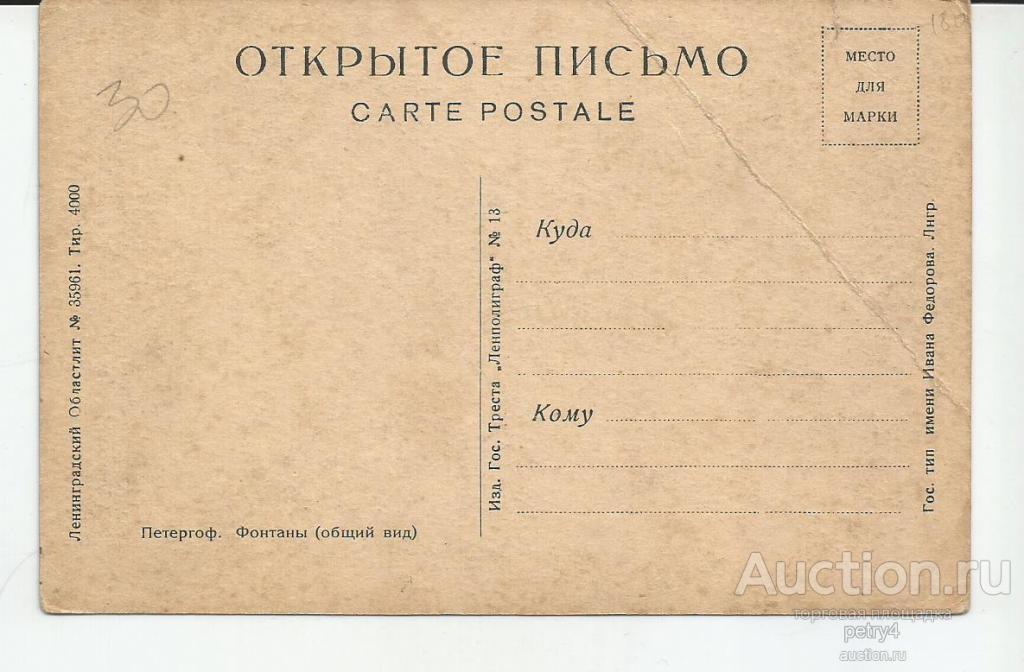 ОТКРЫТОЕ ПИСЬМО
CARTE POSTALE
МЕСТО
ДЛЯ
МАРКИ
180
30
Ленинградский Областлит № 35961. Тир. 4000
Изд. Гос. Треста „Ленполиграф“ № 13
Куда
Кому
Гос. тип имени Ивана Федорова. Лнгр.
Петергоф. Фонтаны (общий вид)
Auction.ru
торговая площадка
petry4
auction.ru